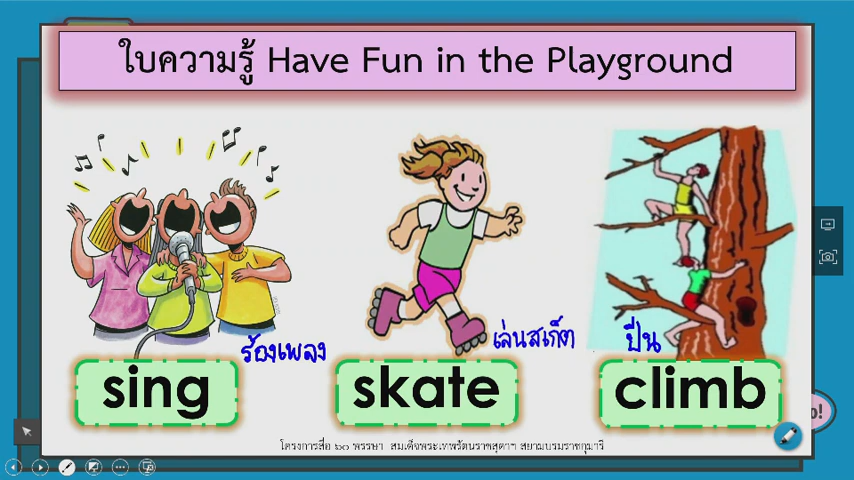 ใบความรู้ Have Fun in the Playground
ร้องเพลง
เล่นสเก็ต
ปีน
sing
skate
climb
o!
โครงการสื่อ ๖๐ พรรษา สมเด็จพระเทพรัตนราชสุดาฯ สยามบรมราชกุมารี